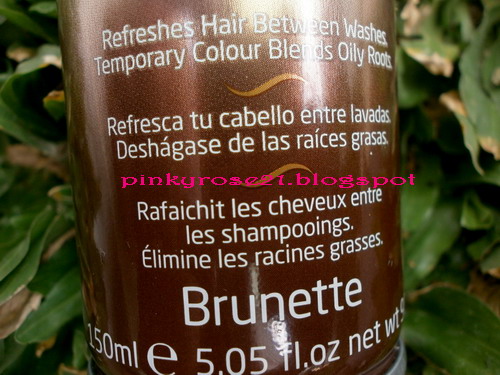 Refreshes Hair Between Washes.
Temporary Colour Blends Oily Roots.
Refresca tu cabello entre lavadas.
Deshágase de las raíces grasas.
pinkyrose21.blogspot
Rafaichit les cheveux entre
les shampooings.
Élimine les racines grasses.
Brunette
150ml e 5.05 fl.oz net